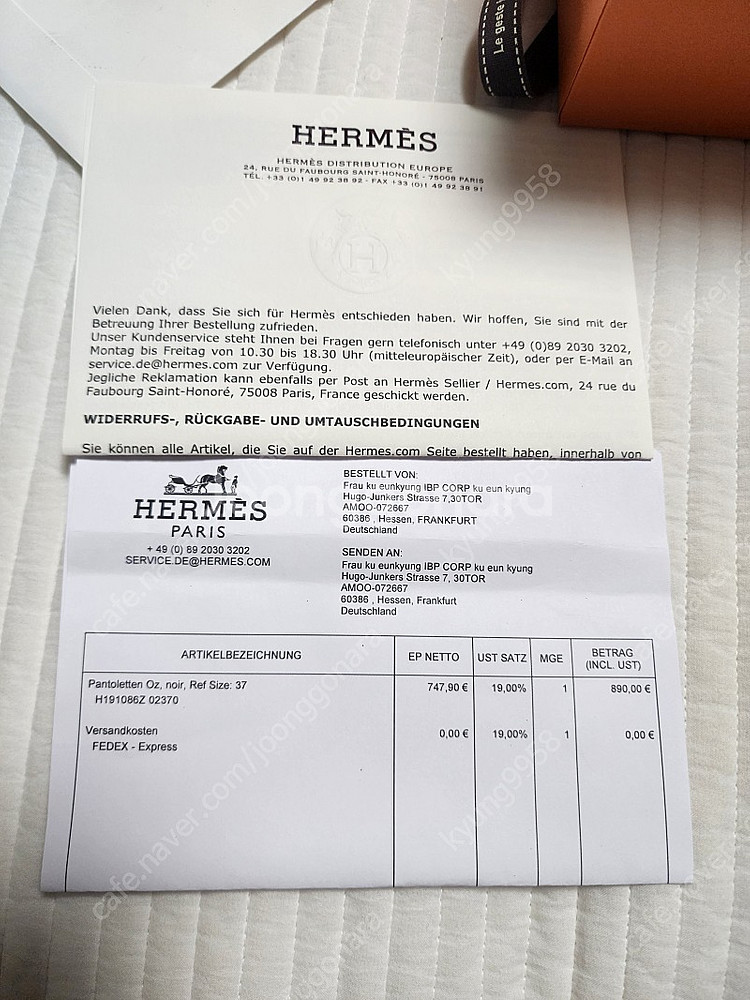 Le geste
HERMÈS
HERMÈS DISTRIBUTION EUROPE
24, RUE DU FAUBOURG SAINT-HONORÉ - 75008 PARIS
TÉL. +33 (0)1 49 92 38 92 - FAX +33 (0)1 49 92 38 91
H
Vielen Dank, dass Sie sich für Hermès entschieden haben. Wir hoffen, Sie sind mit der
Betreuung Ihrer Bestellung zufrieden.
Unser Kundenservice steht Ihnen bei Fragen gern telefonisch unter +49 (0)89 2030 3202,
Montag bis Freitag von 10.30 bis 18.30 Uhr (mitteleuropäischer Zeit), oder per E-Mail an
service.de@hermes.com zur Verfügung.
Jegliche Reklamation kann ebenfalls per Post an Hermès Sellier / Hermes.com, 24 rue du
Faubourg Saint-Honoré, 75008 Paris, France geschickt werden.
WIDERRUFS-, RÜCKGABE- UND UMTAUSCHBEDINGUNGEN
Sie können alle Artikel, die Sie auf der Hermes.com Seite bestellt haben, innerhalb von
HERMÈS
PARIS
+ 49 (0) 89 2030 3202
SERVICE.DE@HERMES.COM
BESTELLT VON:
Frau ku eunkyung IBP CORP ku eun kyung
Hugo-Junkers Strasse 7,30TOR
AMOO-072667
60386 , Hessen, FRANKFURT
Deutschland
SENDEN AN:
Frau ku eunkyung IBP CORP ku eun kyung
Hugo-Junkers Strasse 7, 30TOR
AMOO-072667
60386 , Hessen, Frankfurt
Deutschland
ARTIKELBEZEICHNUNG EP NETTO UST SATZ MGE BETRAG
(INCL. UST)
Pantoletten Oz, noir, Ref Size: 37 747,90 € 19,00% 1 890,00 €
H191086Z 02370
Versandkosten 0,00 € 19,00% 1 0,00 €
FEDEX - Express
joonggonara
cafe.naver.com/joonggonara
kyung9958